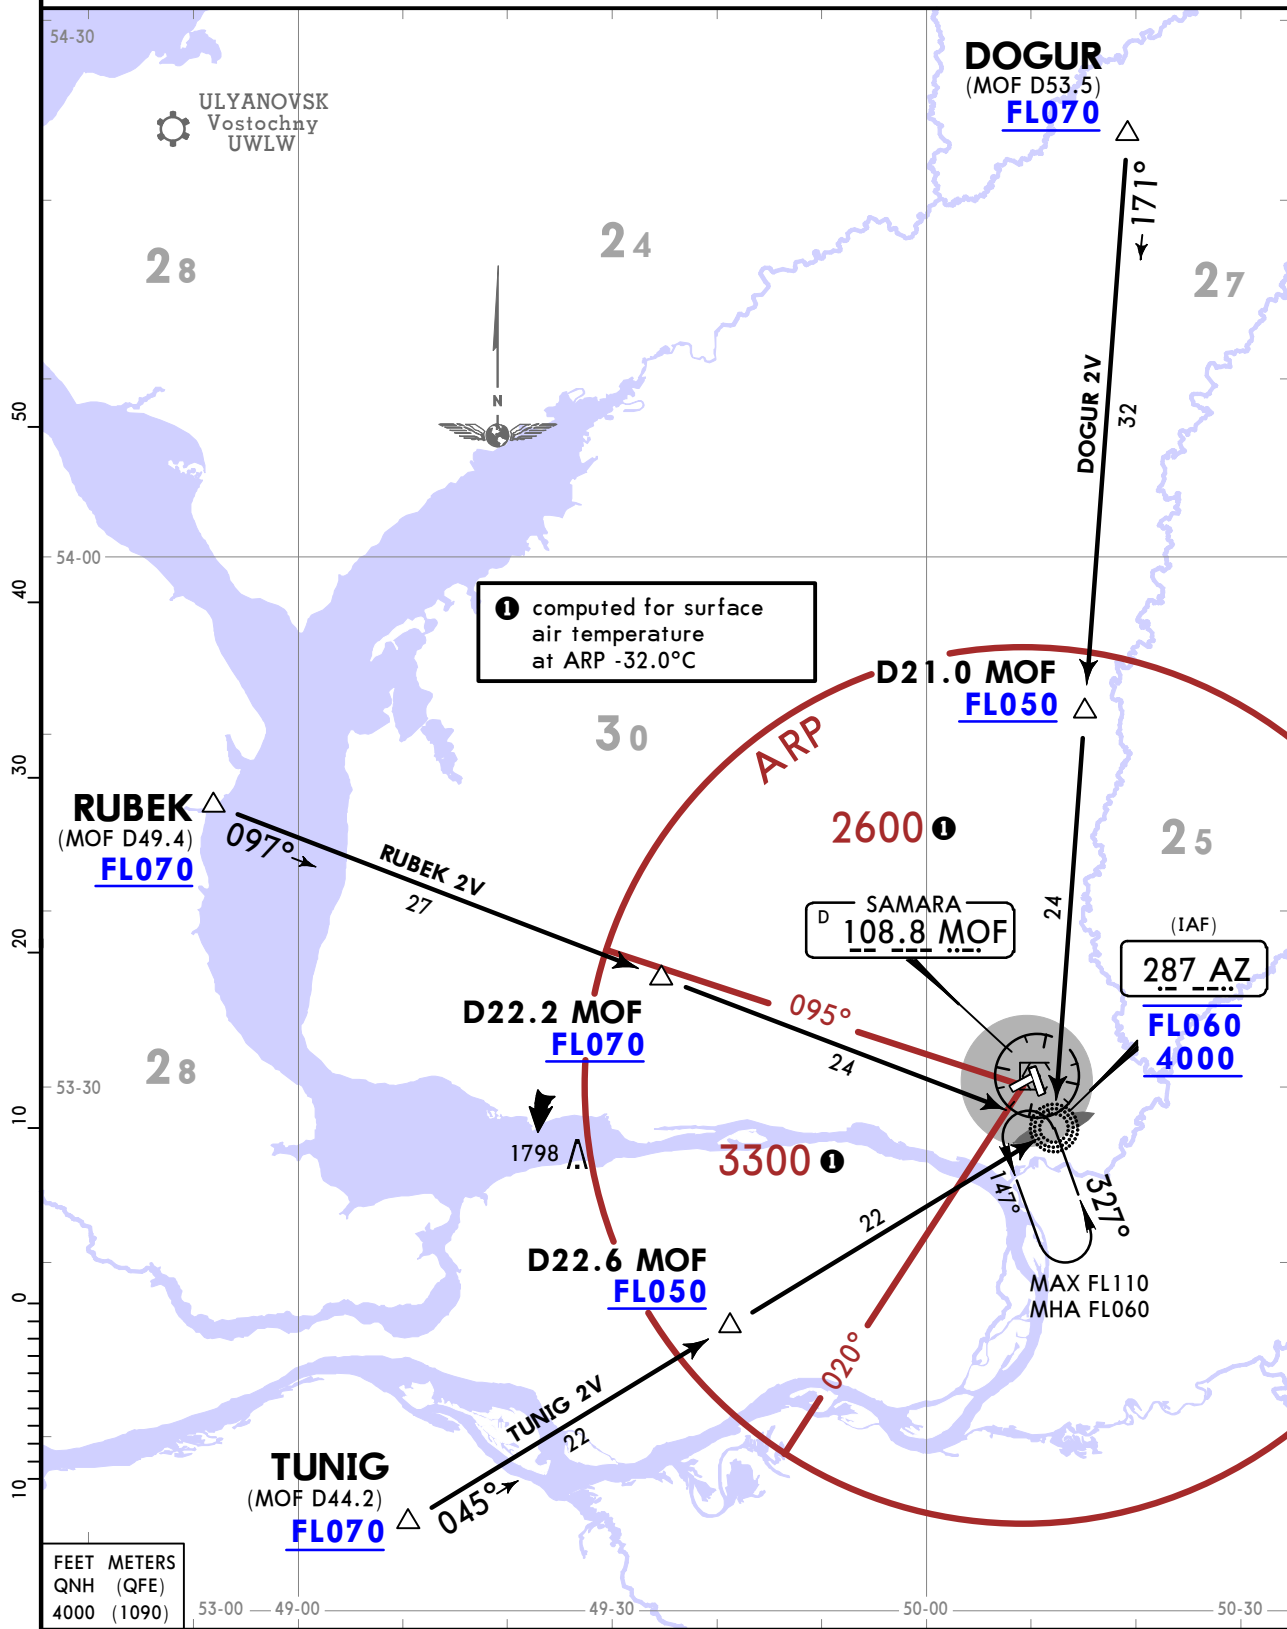 54-30
ULYANOVSK
Vostochny
UWLW
DOGUR
(MOF D53.5)
FL070
171°
28
24
27
N
DOGUR 2V
32
50
54-00
40
❶ computed for surface
air temperature
at ARP -32.0°C
D21.0 MOF
FL050
ARP
30
30
RUBEK
(MOF D49.4)
FL070
097°
RUBEK 2V
27
2600 ❶
25
24
SAMARA
D 108.8 MOF
(IAF)
287 AZ
FL060
4000
20
D22.2 MOF
FL070
095°
24
28
53-30
10
1798
3300 ❶
147°
327°
22
D22.6 MOF
FL050
MAX FL110
MHA FL060
0
020°
TUNIG 2V
22
TUNIG
(MOF D44.2)
FL070
045°
10
FEET METERS
QNH (QFE)
4000 (1090)
53-00
49-00
49-30
50-00
50-30